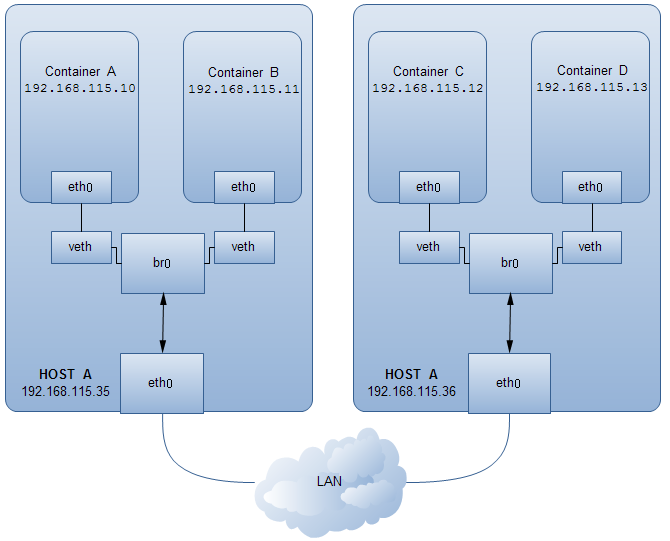 Container A
192.168.115.10
Container B
192.168.115.11
eth0
eth0
veth
br0
veth
HOST A
192.168.115.35
eth0
Container C
192.168.115.12
Container D
192.168.115.13
eth0
eth0
veth
br0
veth
HOST A
192.168.115.36
eth0
LAN